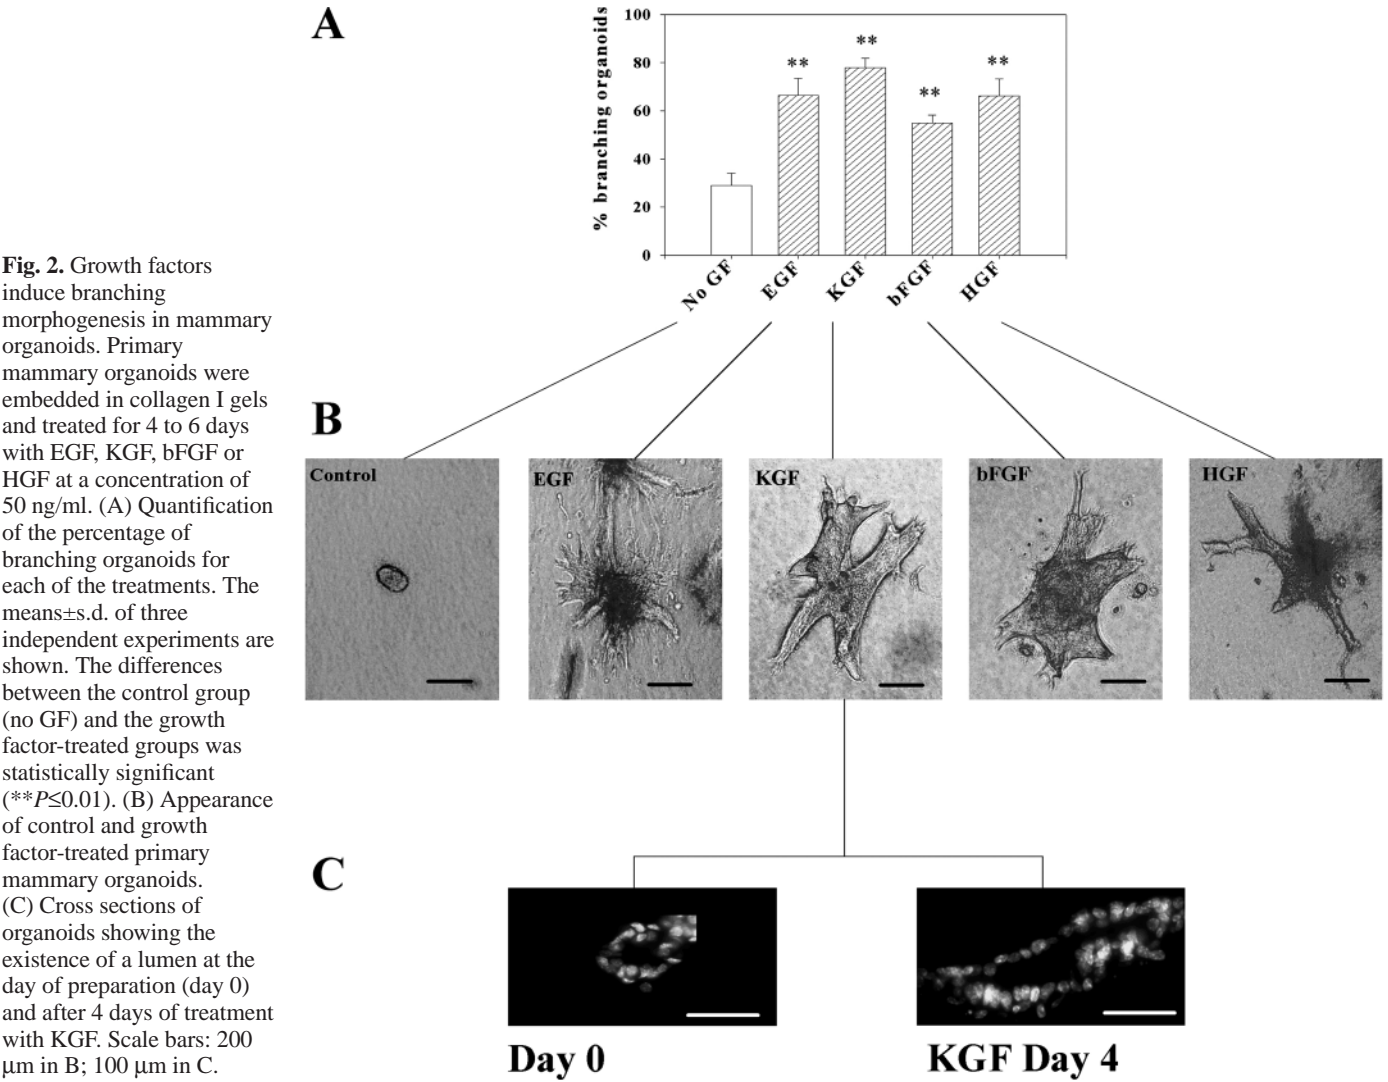 A
% branching organoids
100
80
60
40
20
0
**
**
**
**
No GF
EGF
KGF
bFGF
HGF
Fig. 2. Growth factors
induce branching
morphogenesis in mammary
organoids. Primary
mammary organoids were
embedded in collagen I gels
and treated for 4 to 6 days
with EGF, KGF, bFGF or
HGF at a concentration of
50 ng/ml. (A) Quantification
of the percentage of
branching organoids for
each of the treatments. The
means±s.d. of three
independent experiments are
shown. The differences
between the control group
(no GF) and the growth
factor-treated groups was
statistically significant
(**P≤0.01). (B) Appearance
of control and growth
factor-treated primary
mammary organoids.
(C) Cross sections of
organoids showing the
existence of a lumen at the
day of preparation (day 0)
and after 4 days of treatment
with KGF. Scale bars: 200
μm in B; 100 μm in C.
B
Control
EGF
KGF
bFGF
HGF
C
Day 0
KGF Day 4